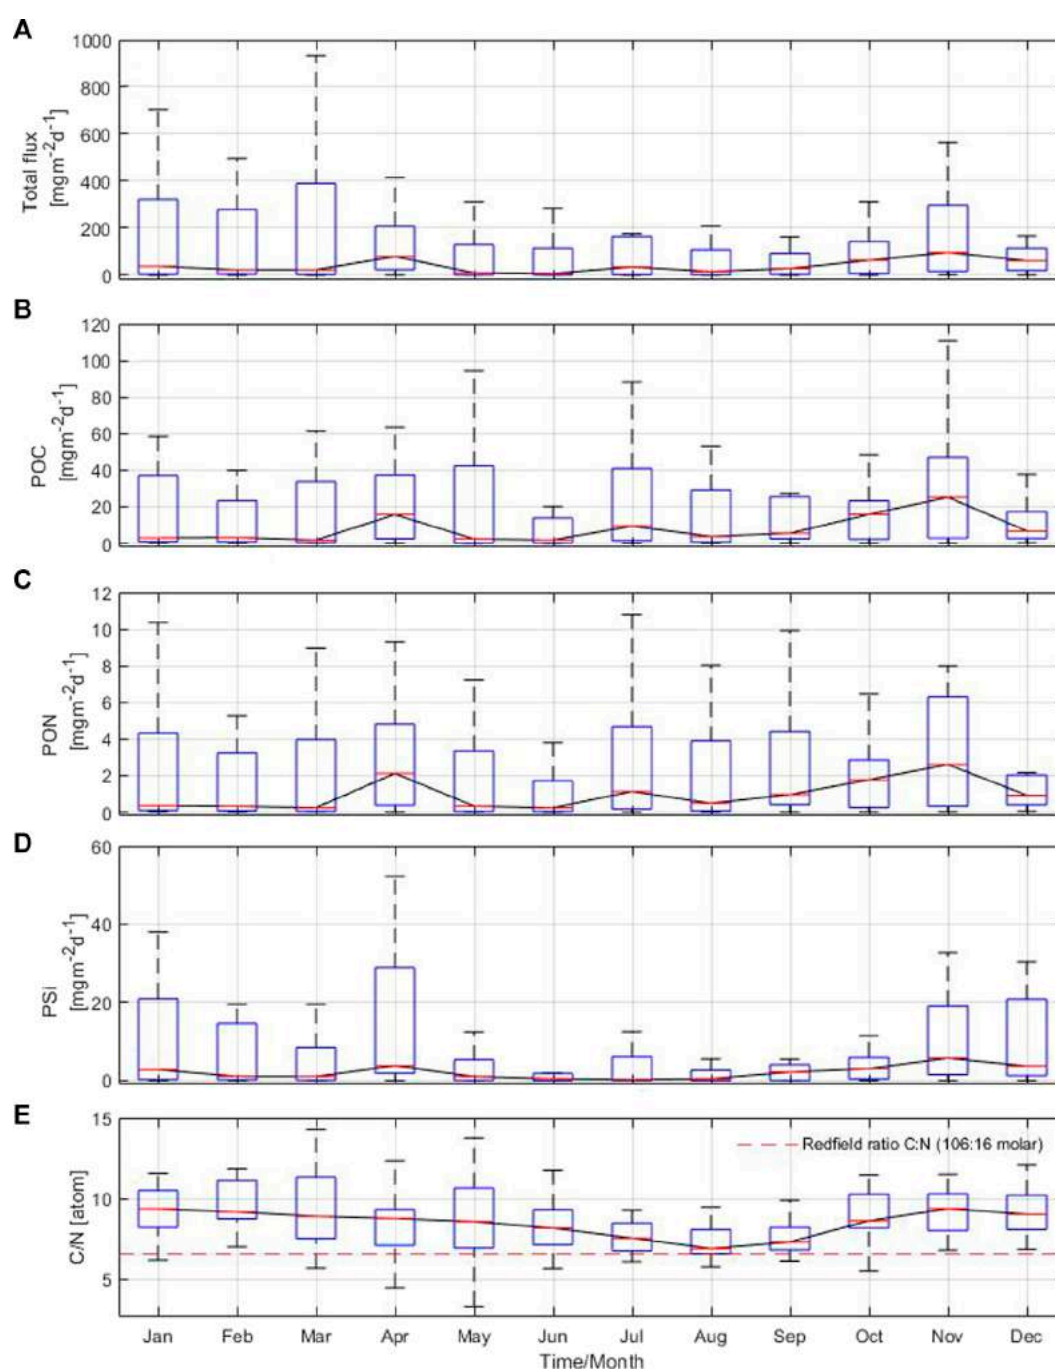 A
1000
800
600
400
200
0
Total flux
[mgm-2d-1]
B
120
100
80
60
40
20
0
POC
[mgm-2d-1]
C
12
10
8
6
4
2
0
PON
[mgm-2d-1]
D
60
40
20
0
PSi
[mgm-2d-1]
E
15
10
5
C/N [atom]
Redfield ratio C:N (106:16 molar)
Jan Feb Mar Apr May Jun Jul Aug Sep Oct Nov Dec
Time/Month